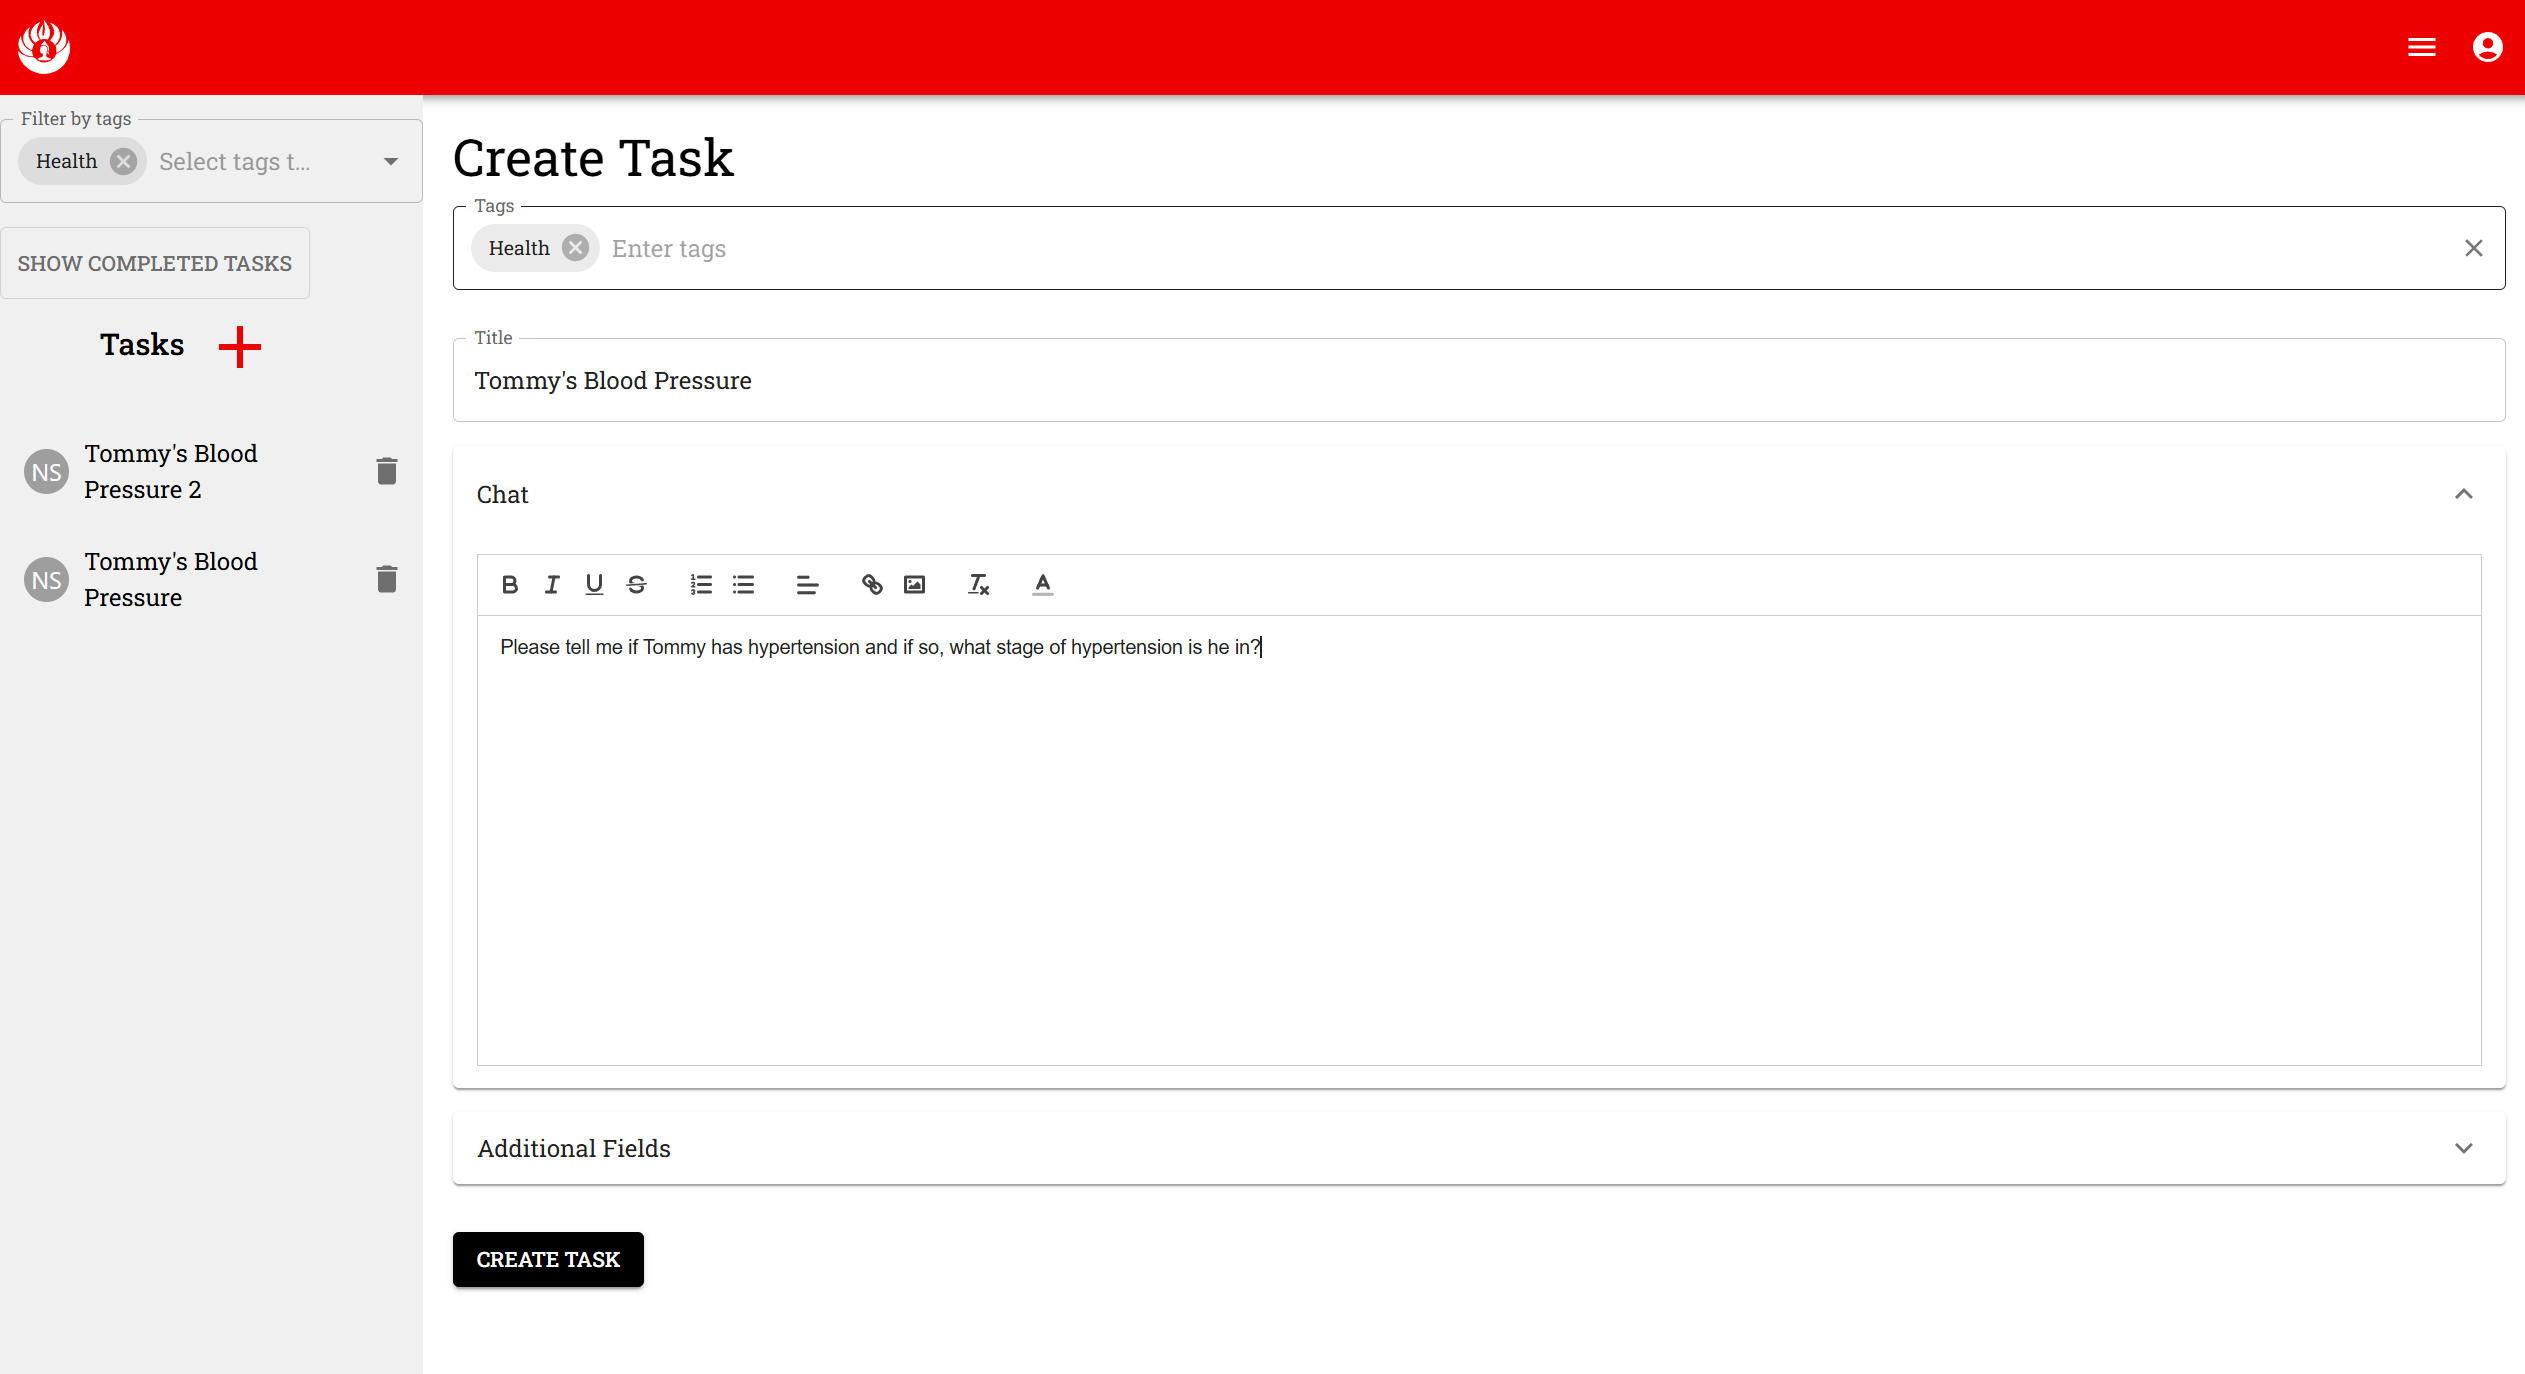 Filter by tags
Health Select tags t...
SHOW COMPLETED TASKS
Tasks
NS Tommy's Blood
Pressure 2
NS Tommy's Blood
Pressure
Create Task
Tags
Health Enter tags
Title
Tommy's Blood Pressure
Chat
Please tell me if Tommy has hypertension and if so, what stage of hypertension is he in?
Additional Fields
CREATE TASK